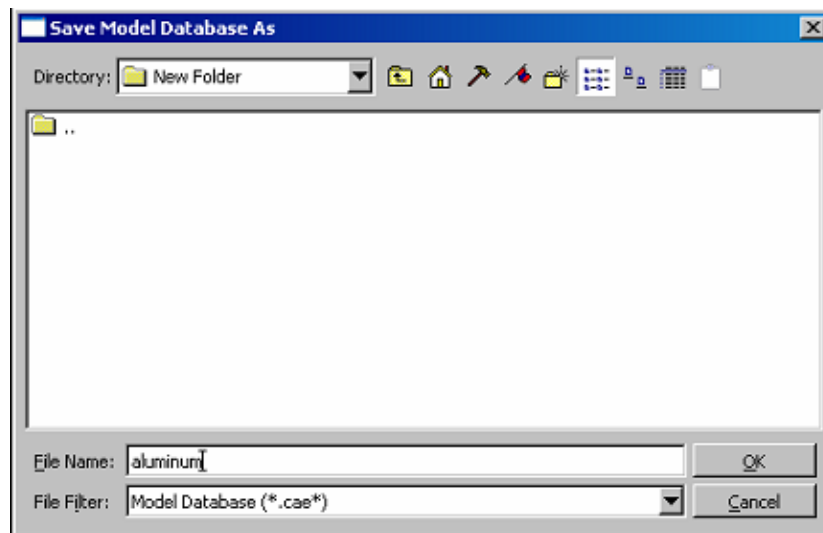 Save Model Database As
Directory: New Folder
..
File Name: aluminum
OK
File Filter: Model Database (*.cae*)
Cancel